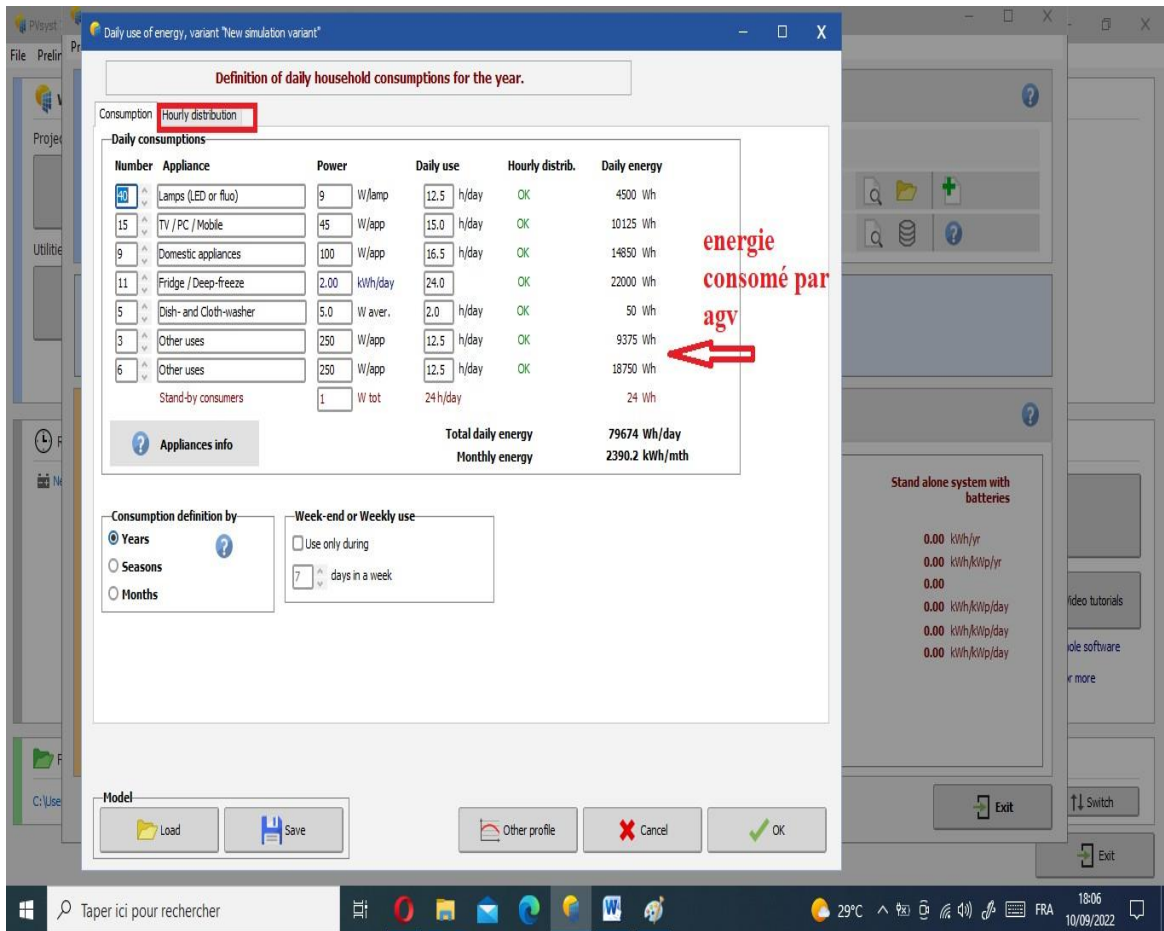 PVsyst
Daily use of energy, variant "New simulation variant"
File Prelim
Definition of daily household consumptions for the year.
Consumption Hourly distribution
Daily consumptions
Number Appliance Power Daily use Hourly distrib. Daily energy
40 Lamps (LED or fluo) 9 W/lamp 12.5 h/day OK 4500 Wh
15 TV / PC / Mobile 45 W/app 15.0 h/day OK 10125 Wh
9 Domestic appliances 100 W/app 16.5 h/day OK 14850 Wh
11 Fridge / Deep-freeze 2.00 kWh/day 24.0 OK 22000 Wh
5 Dish- and Cloth-washer 5.0 W aver. 2.0 h/day OK 50 Wh
3 Other uses 250 W/app 12.5 h/day OK 9375 Wh
6 Other uses 250 W/app 12.5 h/day OK 18750 Wh
Stand-by consumers 1 W tot 24 h/day 24 Wh
Appliances info
Total daily energy 79674 Wh/day
Monthly energy 2390.2 kWh/mth
energie
consomé par
agv
Consumption definition by
Years
Seasons
Months
Week-end or Weekly use
Use only during
7 days in a week
Model
Load
Save
Other profile
Cancel
OK
Stand alone system with
batteries
0.00 kWh/yr
0.00 kWh/kWp/yr
0.00
0.00 kWh/kWp/day
0.00 kWh/kWp/day
0.00 kWh/kWp/day
Exit
Video tutorials
or more
Switch
Exit
Taper ici pour rechercher
29°C
FRA
18:06
10/09/2022